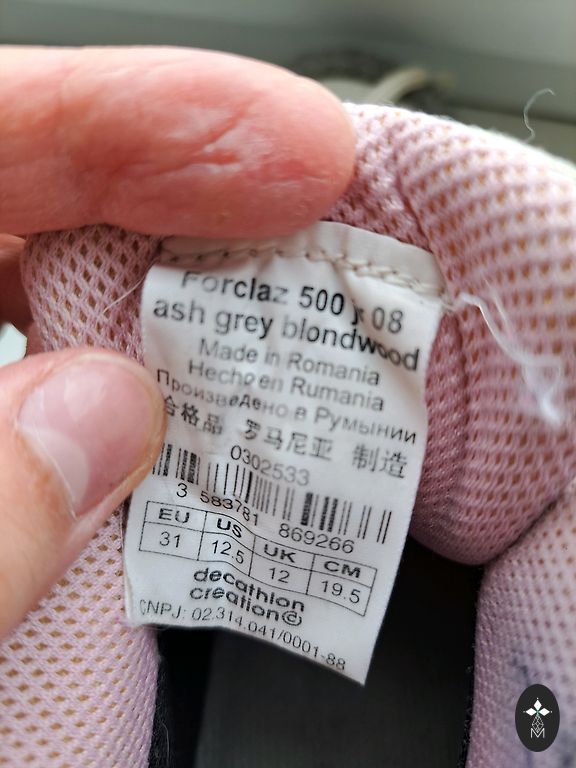 Forclaz 500 jr 08
ash grey blondwood
Made in Romania
Hecho en Rumania
Произведено в Румынии
合格品 罗马尼亚 制造
0302533
3 583781 869266
EU US UK CM
31 12.5 12 19.5
decathlon
creation©
CNPJ: 02.314.041/0001-88
M